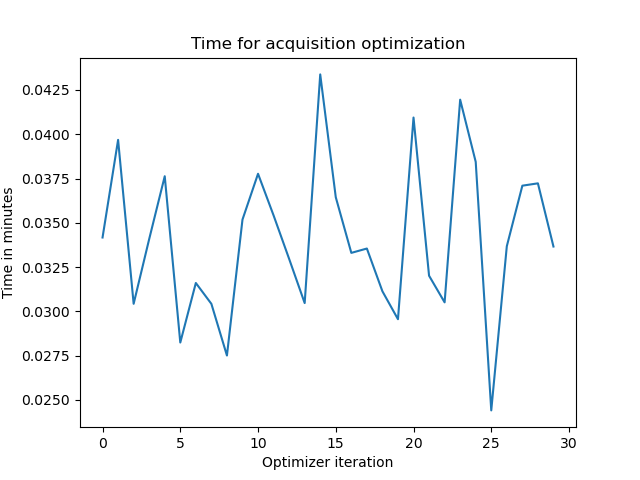 Time for acquisition optimization
0.0425
0.0400
0.0375
0.0350
0.0325
0.0300
0.0275
0.0250
Time in minutes
0 5 10 15 20 25 30
Optimizer iteration